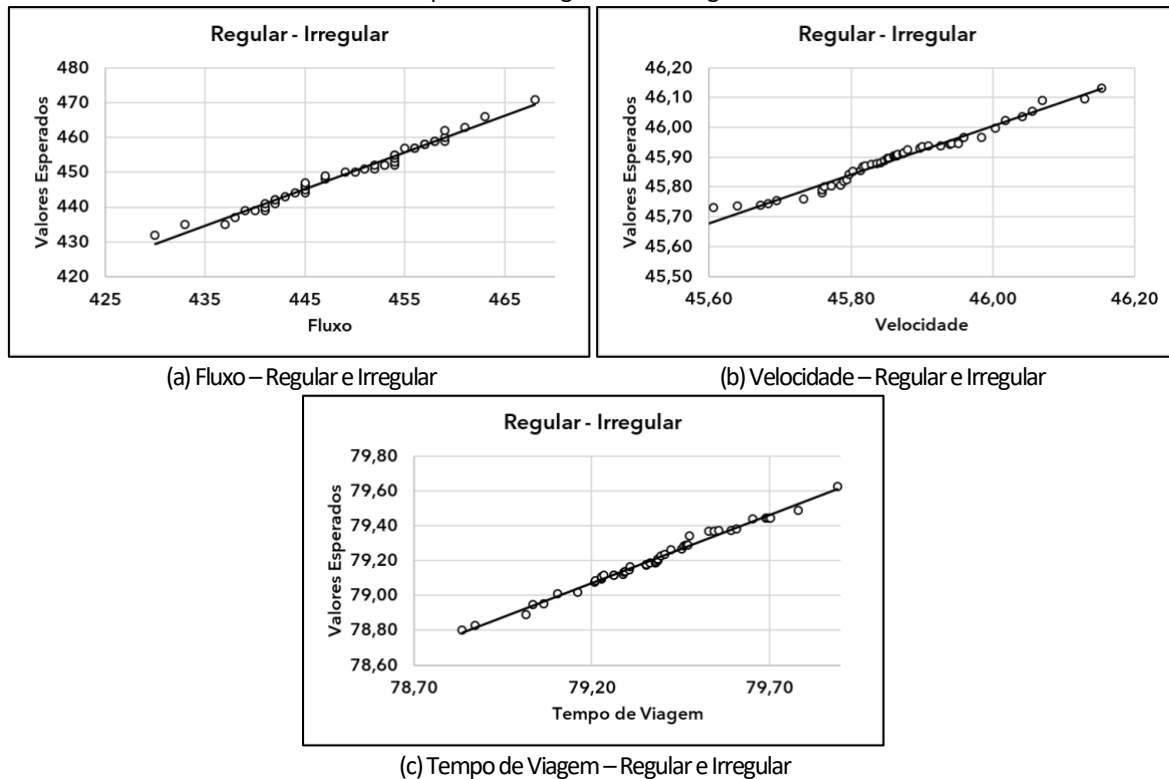 Regular - Irregular
Valores Esperados
480
470
460
450
440
430
420
425 435 445 455 465
Fluxo
(a) Fluxo – Regular e Irregular
Regular - Irregular
Valores Esperados
46,20
46,10
46,00
45,90
45,80
45,70
45,60
45,50
45,60 45,80 46,00 46,20
Velocidade
(b) Velocidade – Regular e Irregular
Regular - Irregular
Valores Esperados
79,80
79,60
79,40
79,20
79,00
78,80
78,60
78,70 79,20 79,70
Tempo de Viagem
(c) Tempo de Viagem – Regular e Irregular